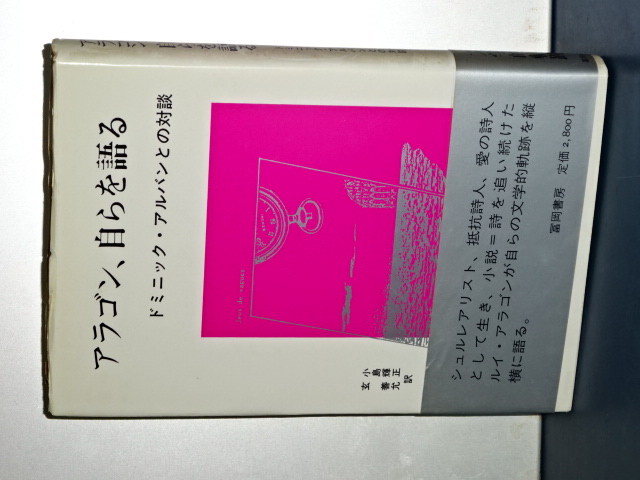 アラゴン、自らを語る
ドミニック・アルバンとの対談
小島輝正
玄善允 訳
シュルレアリスト、抵抗詩人、愛の詩人
として生き、小説=詩を追い続けた
ルイ・アラゴンが自らの文学的軌跡を縦
横に語る。
冨岡書房 定価2,800円